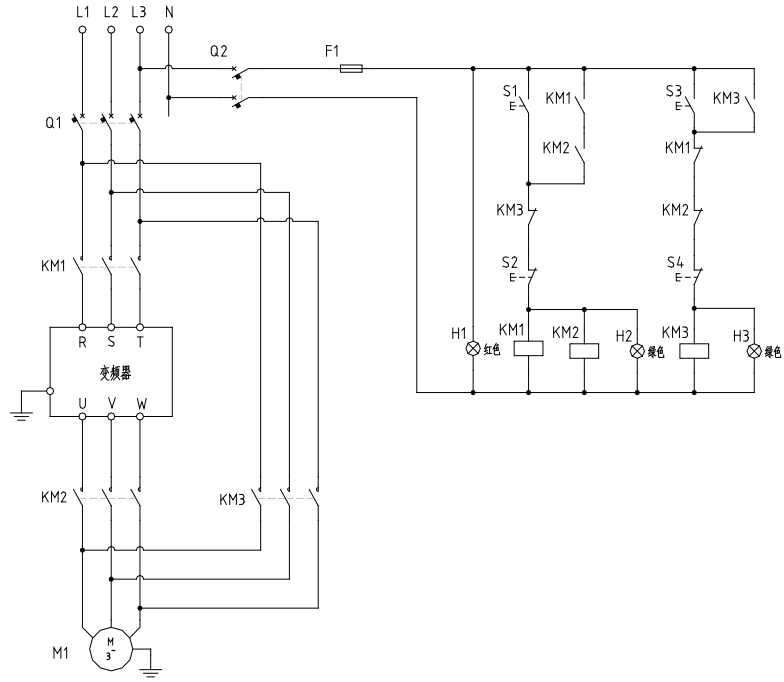 L1 L2 L3 N
Q2 F1
Q1
S1 KM1 S3 KM3
KM2 KM1
KM3 KM2
KM1 S2 S4
H1 红色 KM1 KM2 H2 绿色 KM3 H3 绿色
R S T
变频器
U V W
KM2 KM3
M1 M
3~